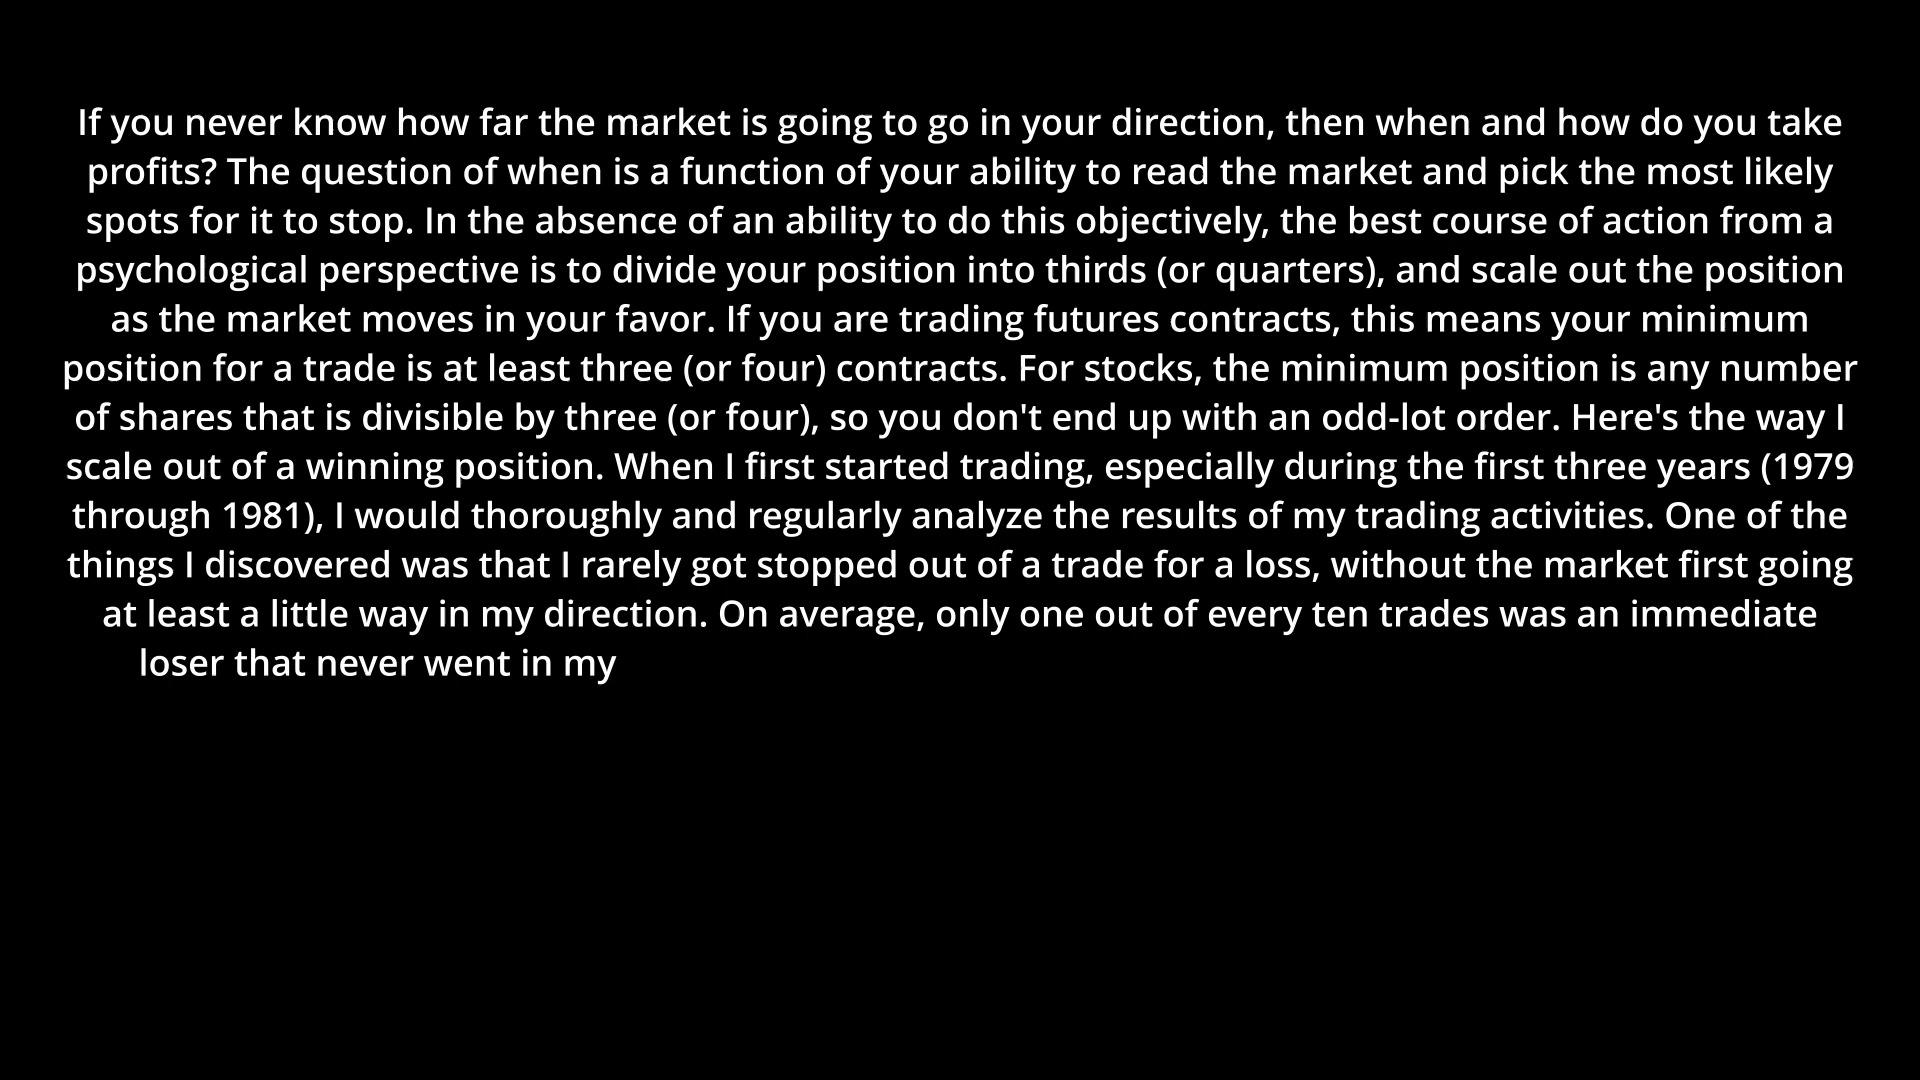 If you never know how far the market is going to go in your direction, then when and how do you take
profits? The question of when is a function of your ability to read the market and pick the most likely
spots for it to stop. In the absence of an ability to do this objectively, the best course of action from a
psychological perspective is to divide your position into thirds (or quarters), and scale out the position
as the market moves in your favor. If you are trading futures contracts, this means your minimum
position for a trade is at least three (or four) contracts. For stocks, the minimum position is any number
of shares that is divisible by three (or four), so you don't end up with an odd-lot order. Here's the way I
scale out of a winning position. When I first started trading, especially during the first three years (1979
through 1981), I would thoroughly and regularly analyze the results of my trading activities. One of the
things I discovered was that I rarely got stopped out of a trade for a loss, without the market first going
at least a little way in my direction. On average, only one out of every ten trades was an immediate
loser that never went in my